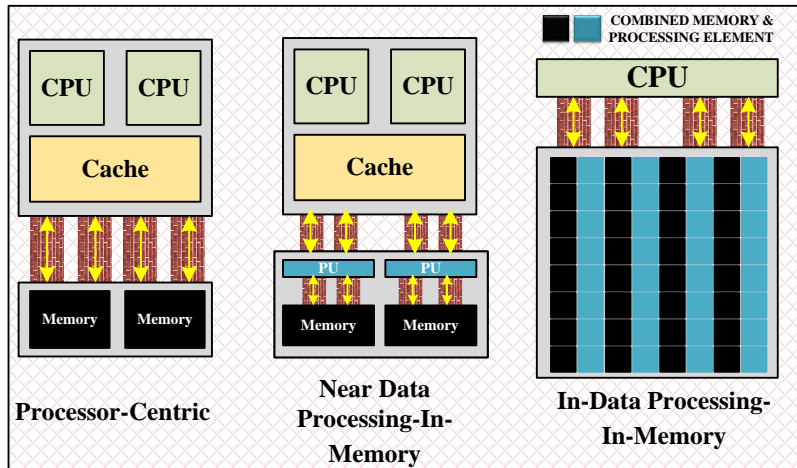 CPU
CPU
Cache
Memory
Memory
Processor-Centric
CPU
CPU
Cache
PU
PU
Memory
Memory
Near Data
Processing-In-
Memory
COMBINED MEMORY &
PROCESSING ELEMENT
CPU
In-Data Processing-
In-Memory